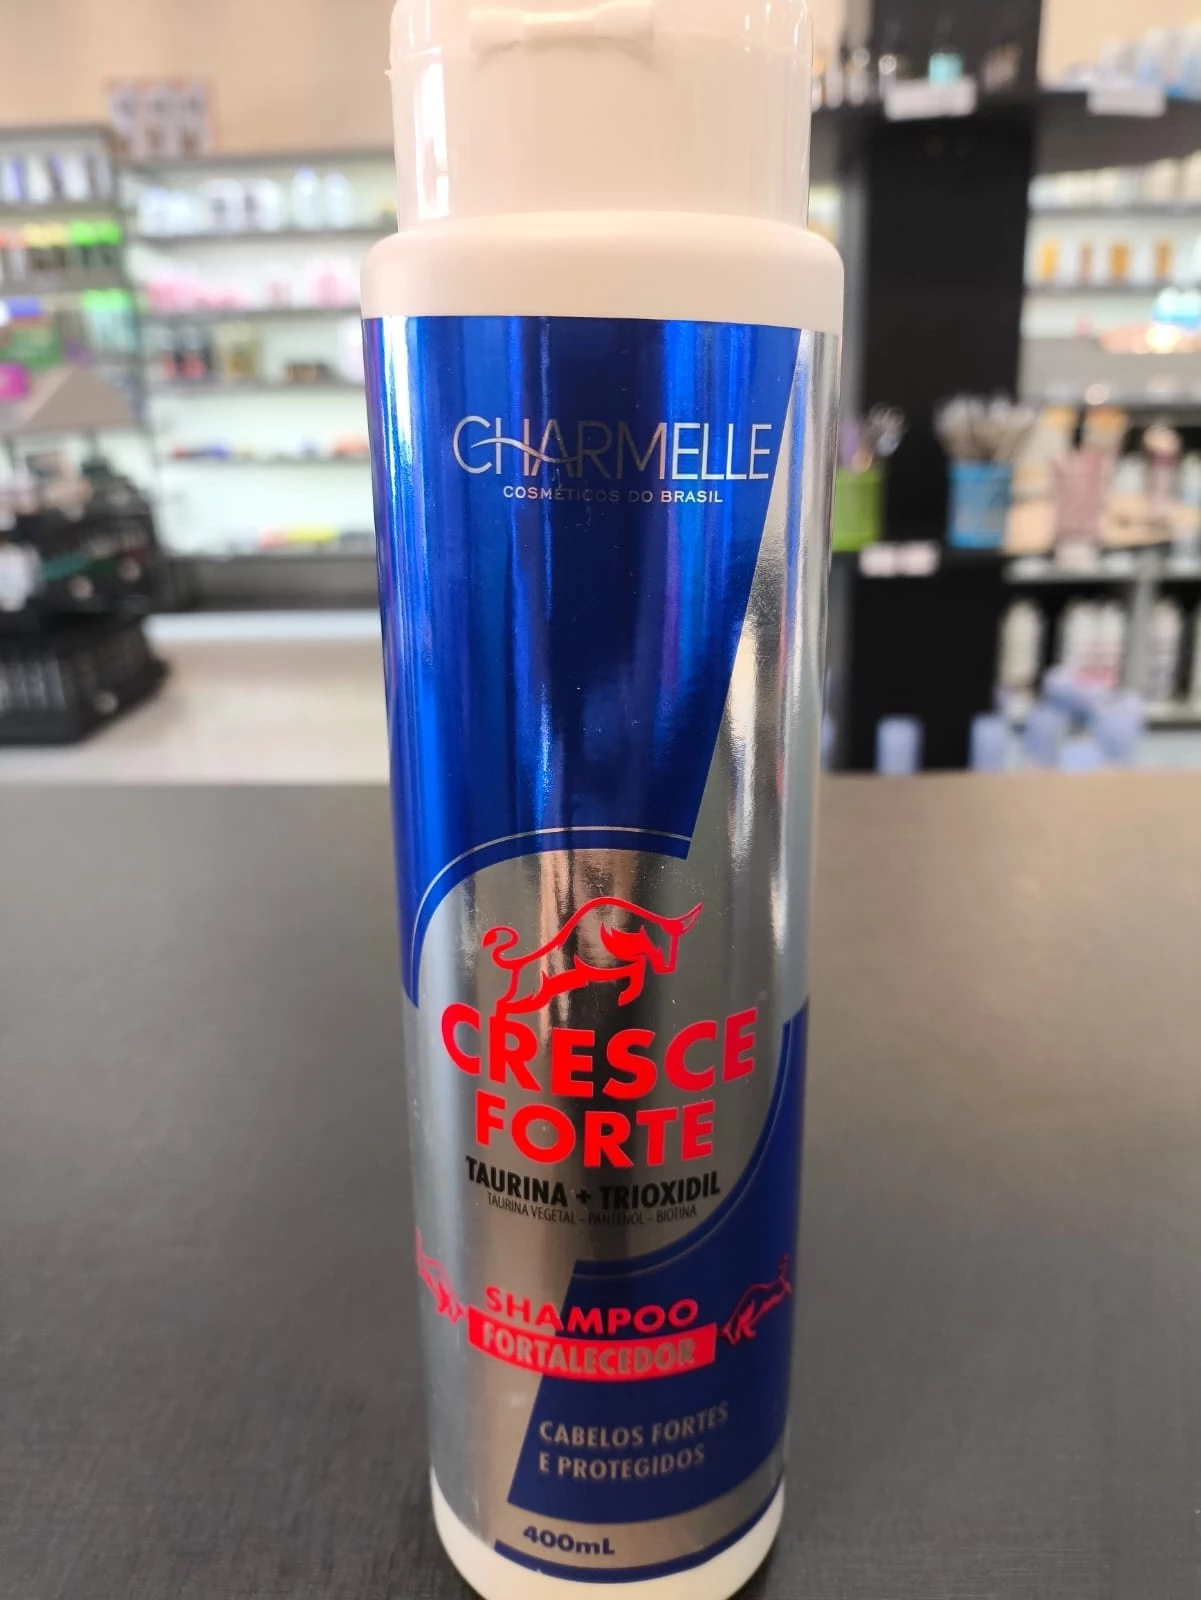 CHARMELLE
COSMÉTICOS DO BRASIL
CRESCE
FORTE
TAURINA + TRIOXIDIL
TAURINA VEGETAL - PANTENOL - BIOTINA
SHAMPOO
FORTALECEDOR
CABELOS FORTES
E PROTEGIDOS
400mL